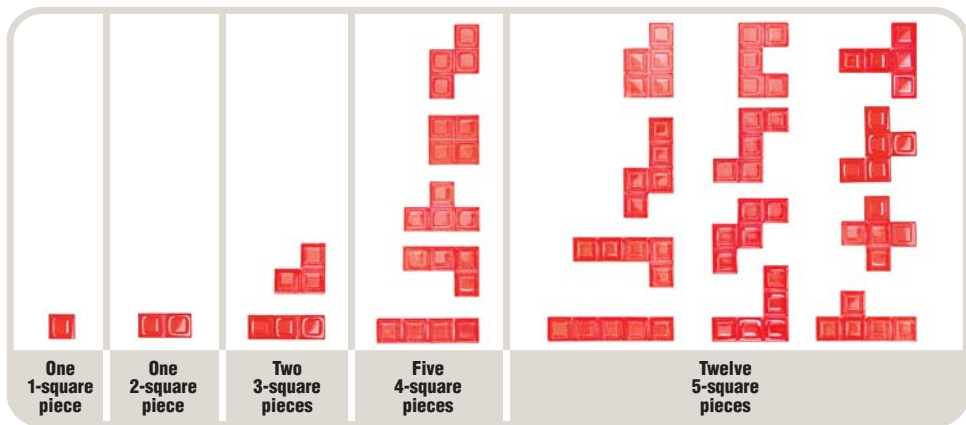 One
1-square
piece
One
2-square
piece
Two
3-square
pieces
Five
4-square
pieces
Twelve
5-square
pieces